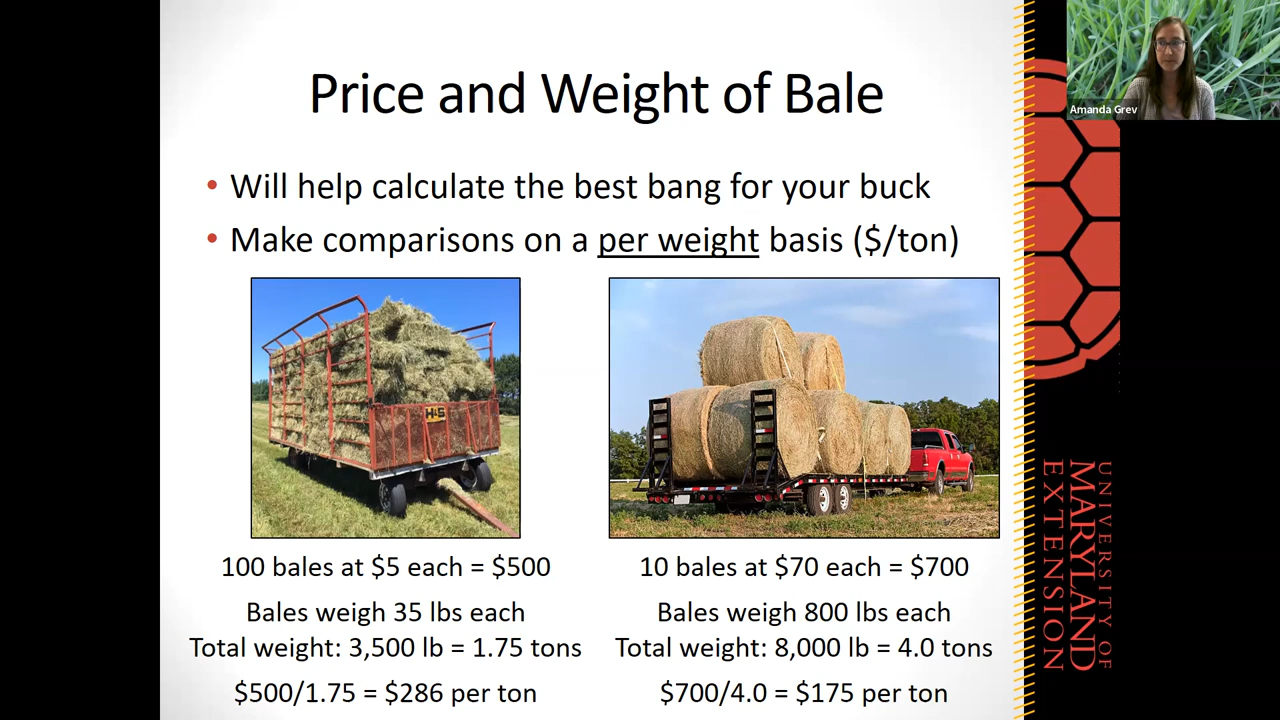 Price and Weight of Bale
• Will help calculate the best bang for your buck
• Make comparisons on a per weight basis ($/ton)
H&S
100 bales at $5 each = $500
Bales weigh 35 lbs each
Total weight: 3,500 lb = 1.75 tons
$500/1.75 = $286 per ton
10 bales at $70 each = $700
Bales weigh 800 lbs each
Total weight: 8,000 lb = 4.0 tons
$700/4.0 = $175 per ton
Amanda Grev
UNIVERSITY OF
MARYLAND
EXTENSION